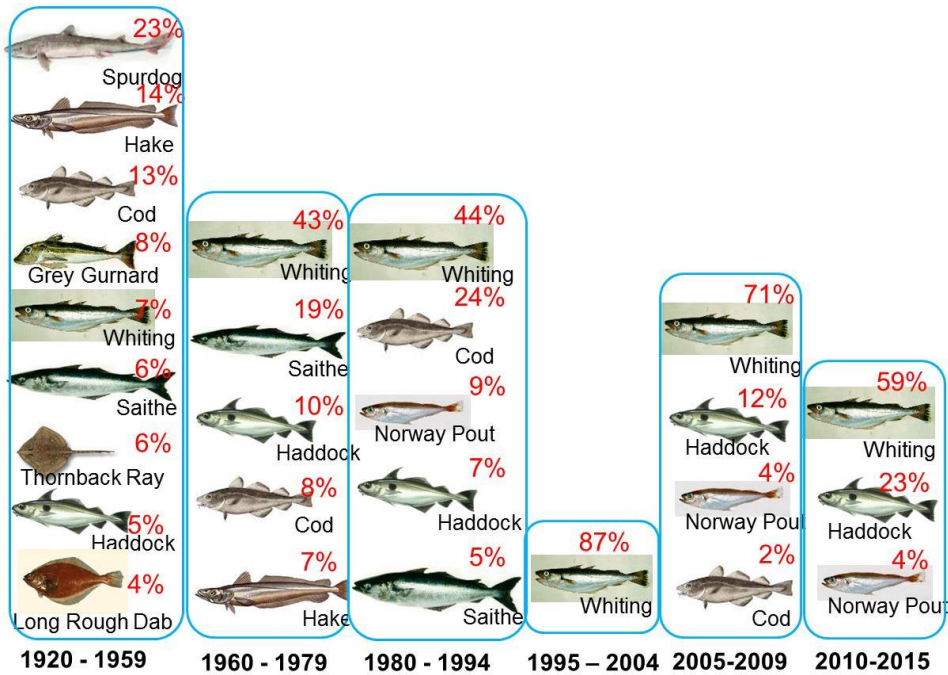 23%
Spurdog
14%
Hake
13%
Cod
8%
Grey Gurnard
7%
Whiting
6%
Saithe
6%
Thornback Ray
5%
Haddock
4%
Long Rough Dab
1920 - 1959
43%
Whiting
19%
Saithe
10%
Haddock
8%
Cod
7%
Hake
1960 - 1979
44%
Whiting
24%
Cod
9%
Norway Pout
7%
Haddock
5%
Saithe
1980 - 1994
87%
Whiting
1995 – 2004
71%
Whiting
12%
Haddock
4%
Norway Pout
2%
Cod
2005-2009
59%
Whiting
23%
Haddock
4%
Norway Pout
2010-2015